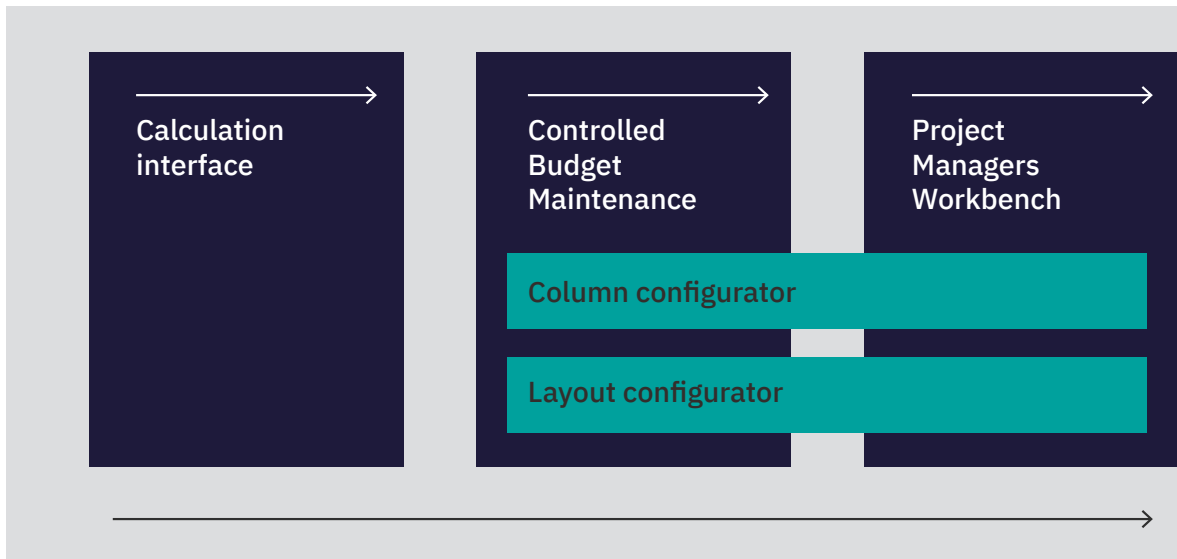 Calculation
interface
Controlled
Budget
Maintenance
Project
Managers
Workbench
Column configurator
Layout configurator